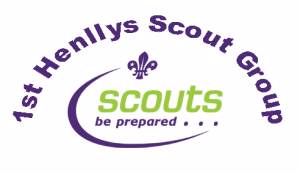 1st Henllys Scout Group
scouts
be prepared . . .